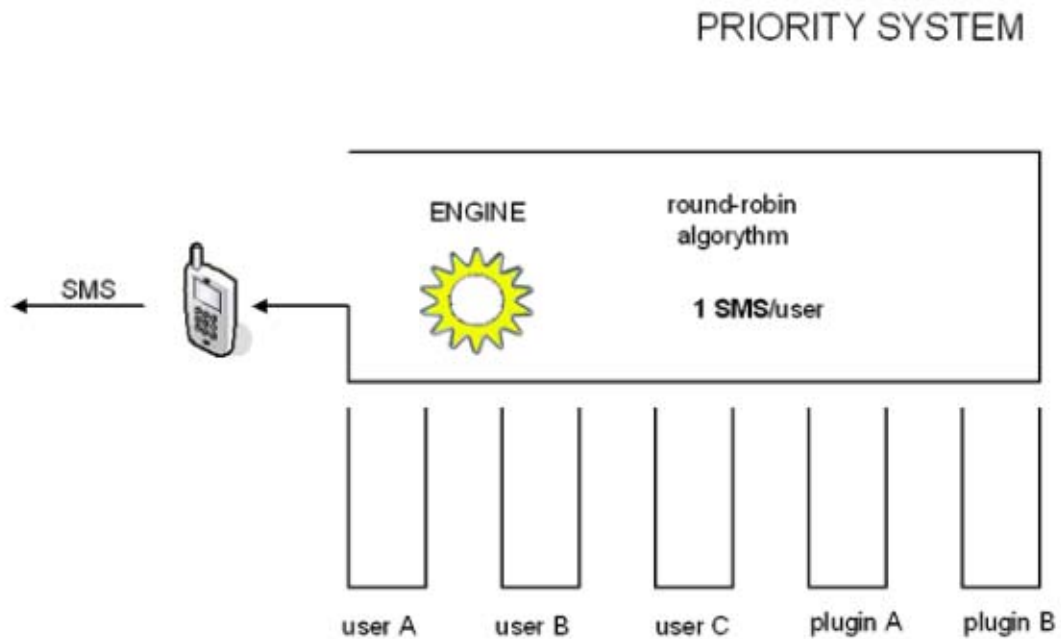 PRIORITY SYSTEM
ENGINE
round-robin
algorythm
SMS
1 SMS/user
user A
user B
user C
plugin A
plugin B